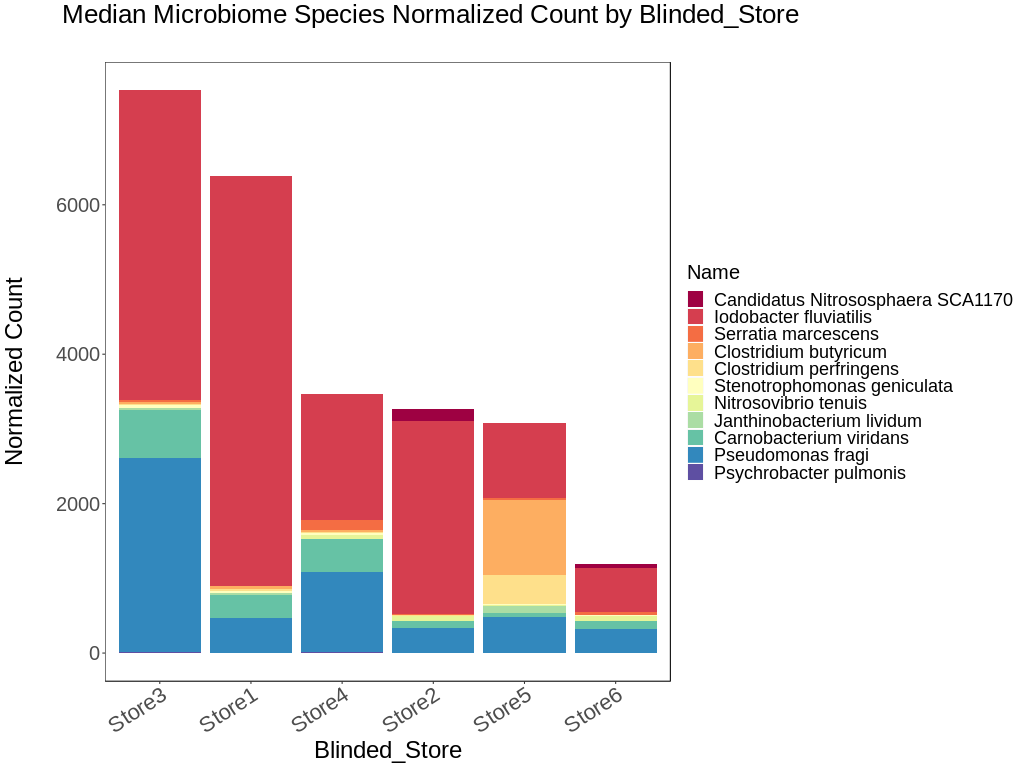 Median Microbiome Species Normalized Count by Blinded_Store
Normalized Count
6000
4000
2000
0
Store3
Store1
Store4
Store2
Store5
Store6
Blinded_Store
Name
Candidatus Nitrososphaera SCA1170
Iodobacter fluviatilis
Serratia marcescens
Clostridium butyricum
Clostridium perfringens
Stenotrophomonas geniculata
Nitrosovibrio tenuis
Janthinobacterium lividum
Carnobacterium viridans
Pseudomonas fragi
Psychrobacter pulmonis